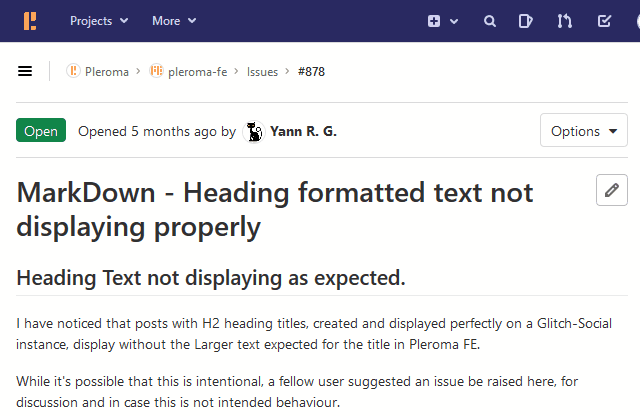 Projects More
Pleroma > pleroma-fe > Issues > #878
Open Opened 5 months ago by Yann R. G. Options
MarkDown - Heading formatted text not
displaying properly
Heading Text not displaying as expected.
I have noticed that posts with H2 heading titles, created and displayed perfectly on a Glitch-Social
instance, display without the Larger text expected for the title in Pleroma FE.
While it's possible that this is intentional, a fellow user suggested an issue be raised here, for
discussion and in case this is not intended behaviour.